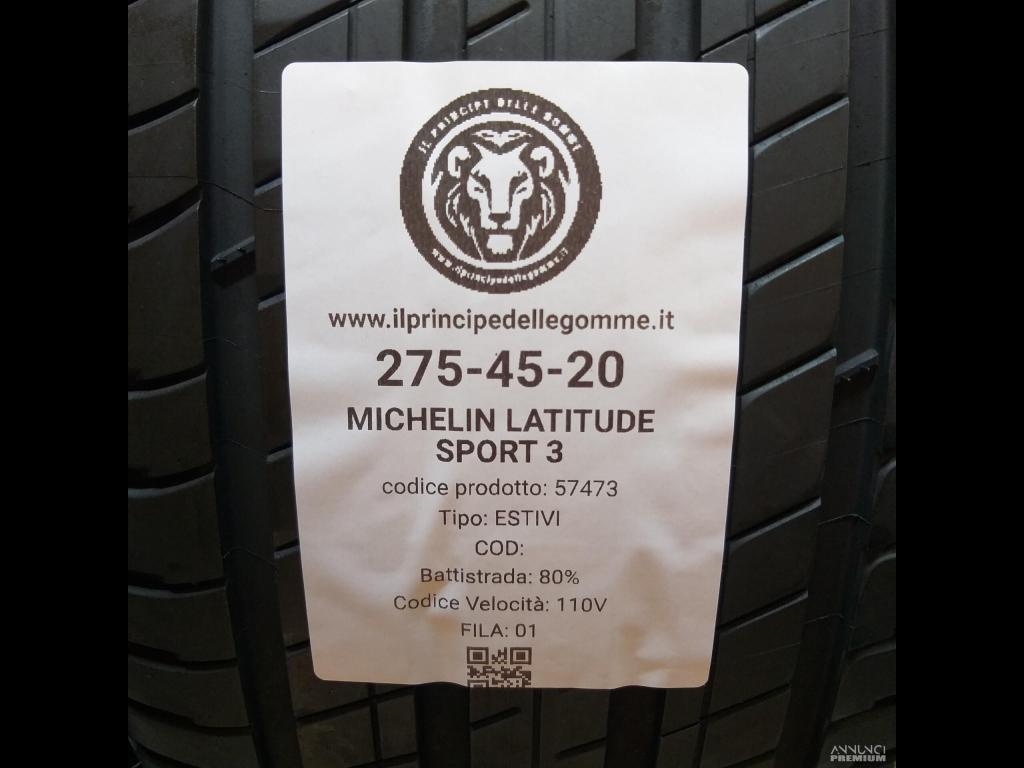 IL PRINCIPE DELLE GOMME
www.ilprincipedellegomme.it
www.ilprincipedellegomme.it
275-45-20
MICHELIN LATITUDE
SPORT 3
codice prodotto: 57473
Tipo: ESTIVI
COD:
Battistrada: 80%
Codice Velocità: 110V
FILA: 01
ANNUNCI
PREMIUM